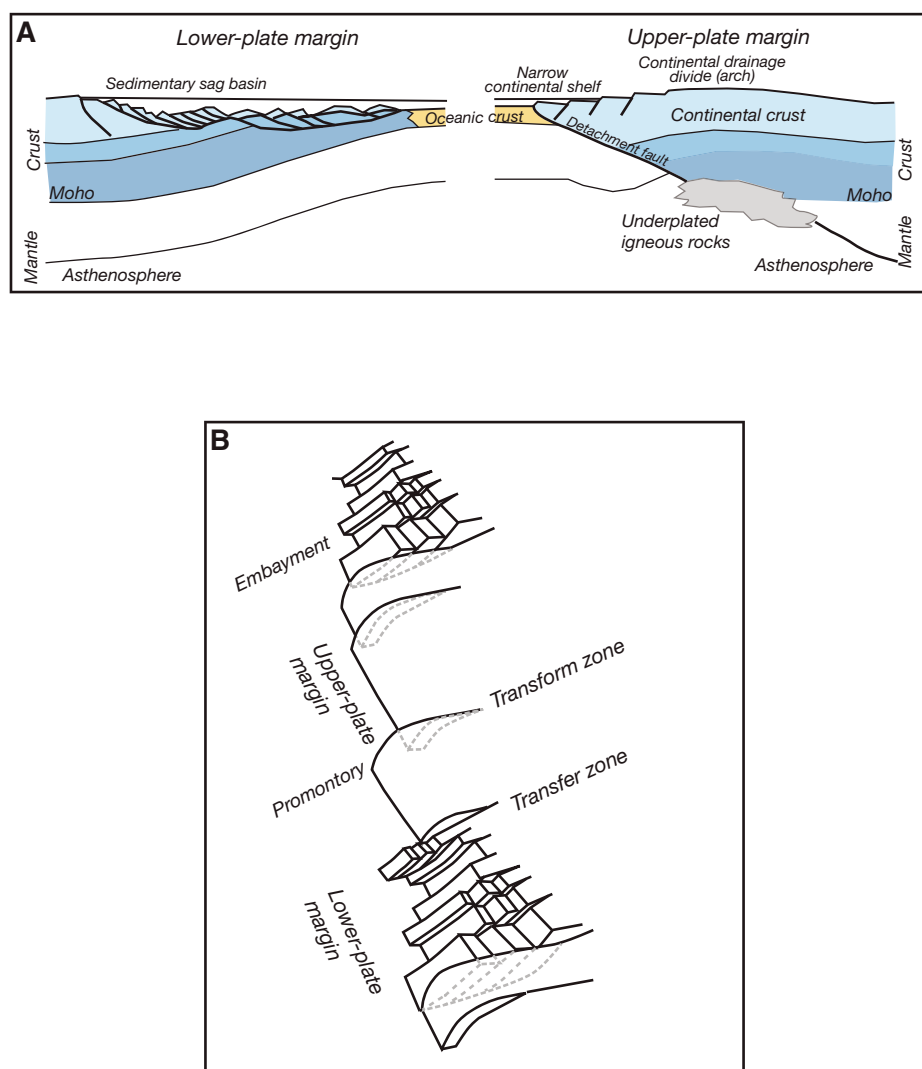 A
Lower-plate margin
Upper-plate margin
Sedimentary sag basin
Narrow
continental shelf
Continental drainage
divide (arch)
Oceanic crust
Continental crust
Detachment fault
Crust
Crust
Moho
Moho
Underplated
igneous rocks
Mantle
Mantle
Asthenosphere
Asthenosphere
B
Embayment
Upper-plate
margin
Transform zone
Promontory
Transfer zone
Lower-plate
margin